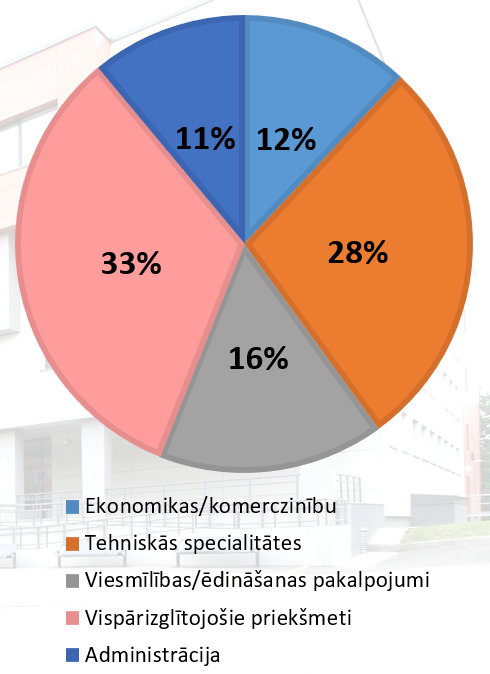 11%
12%
28%
33%
16%
Ekonomikas/komerczinību
Tehniskās specialitātes
Viesmīlības/ēdināšanas pakalpojumi
Vispārizglītojošie priekšmeti
Administrācija